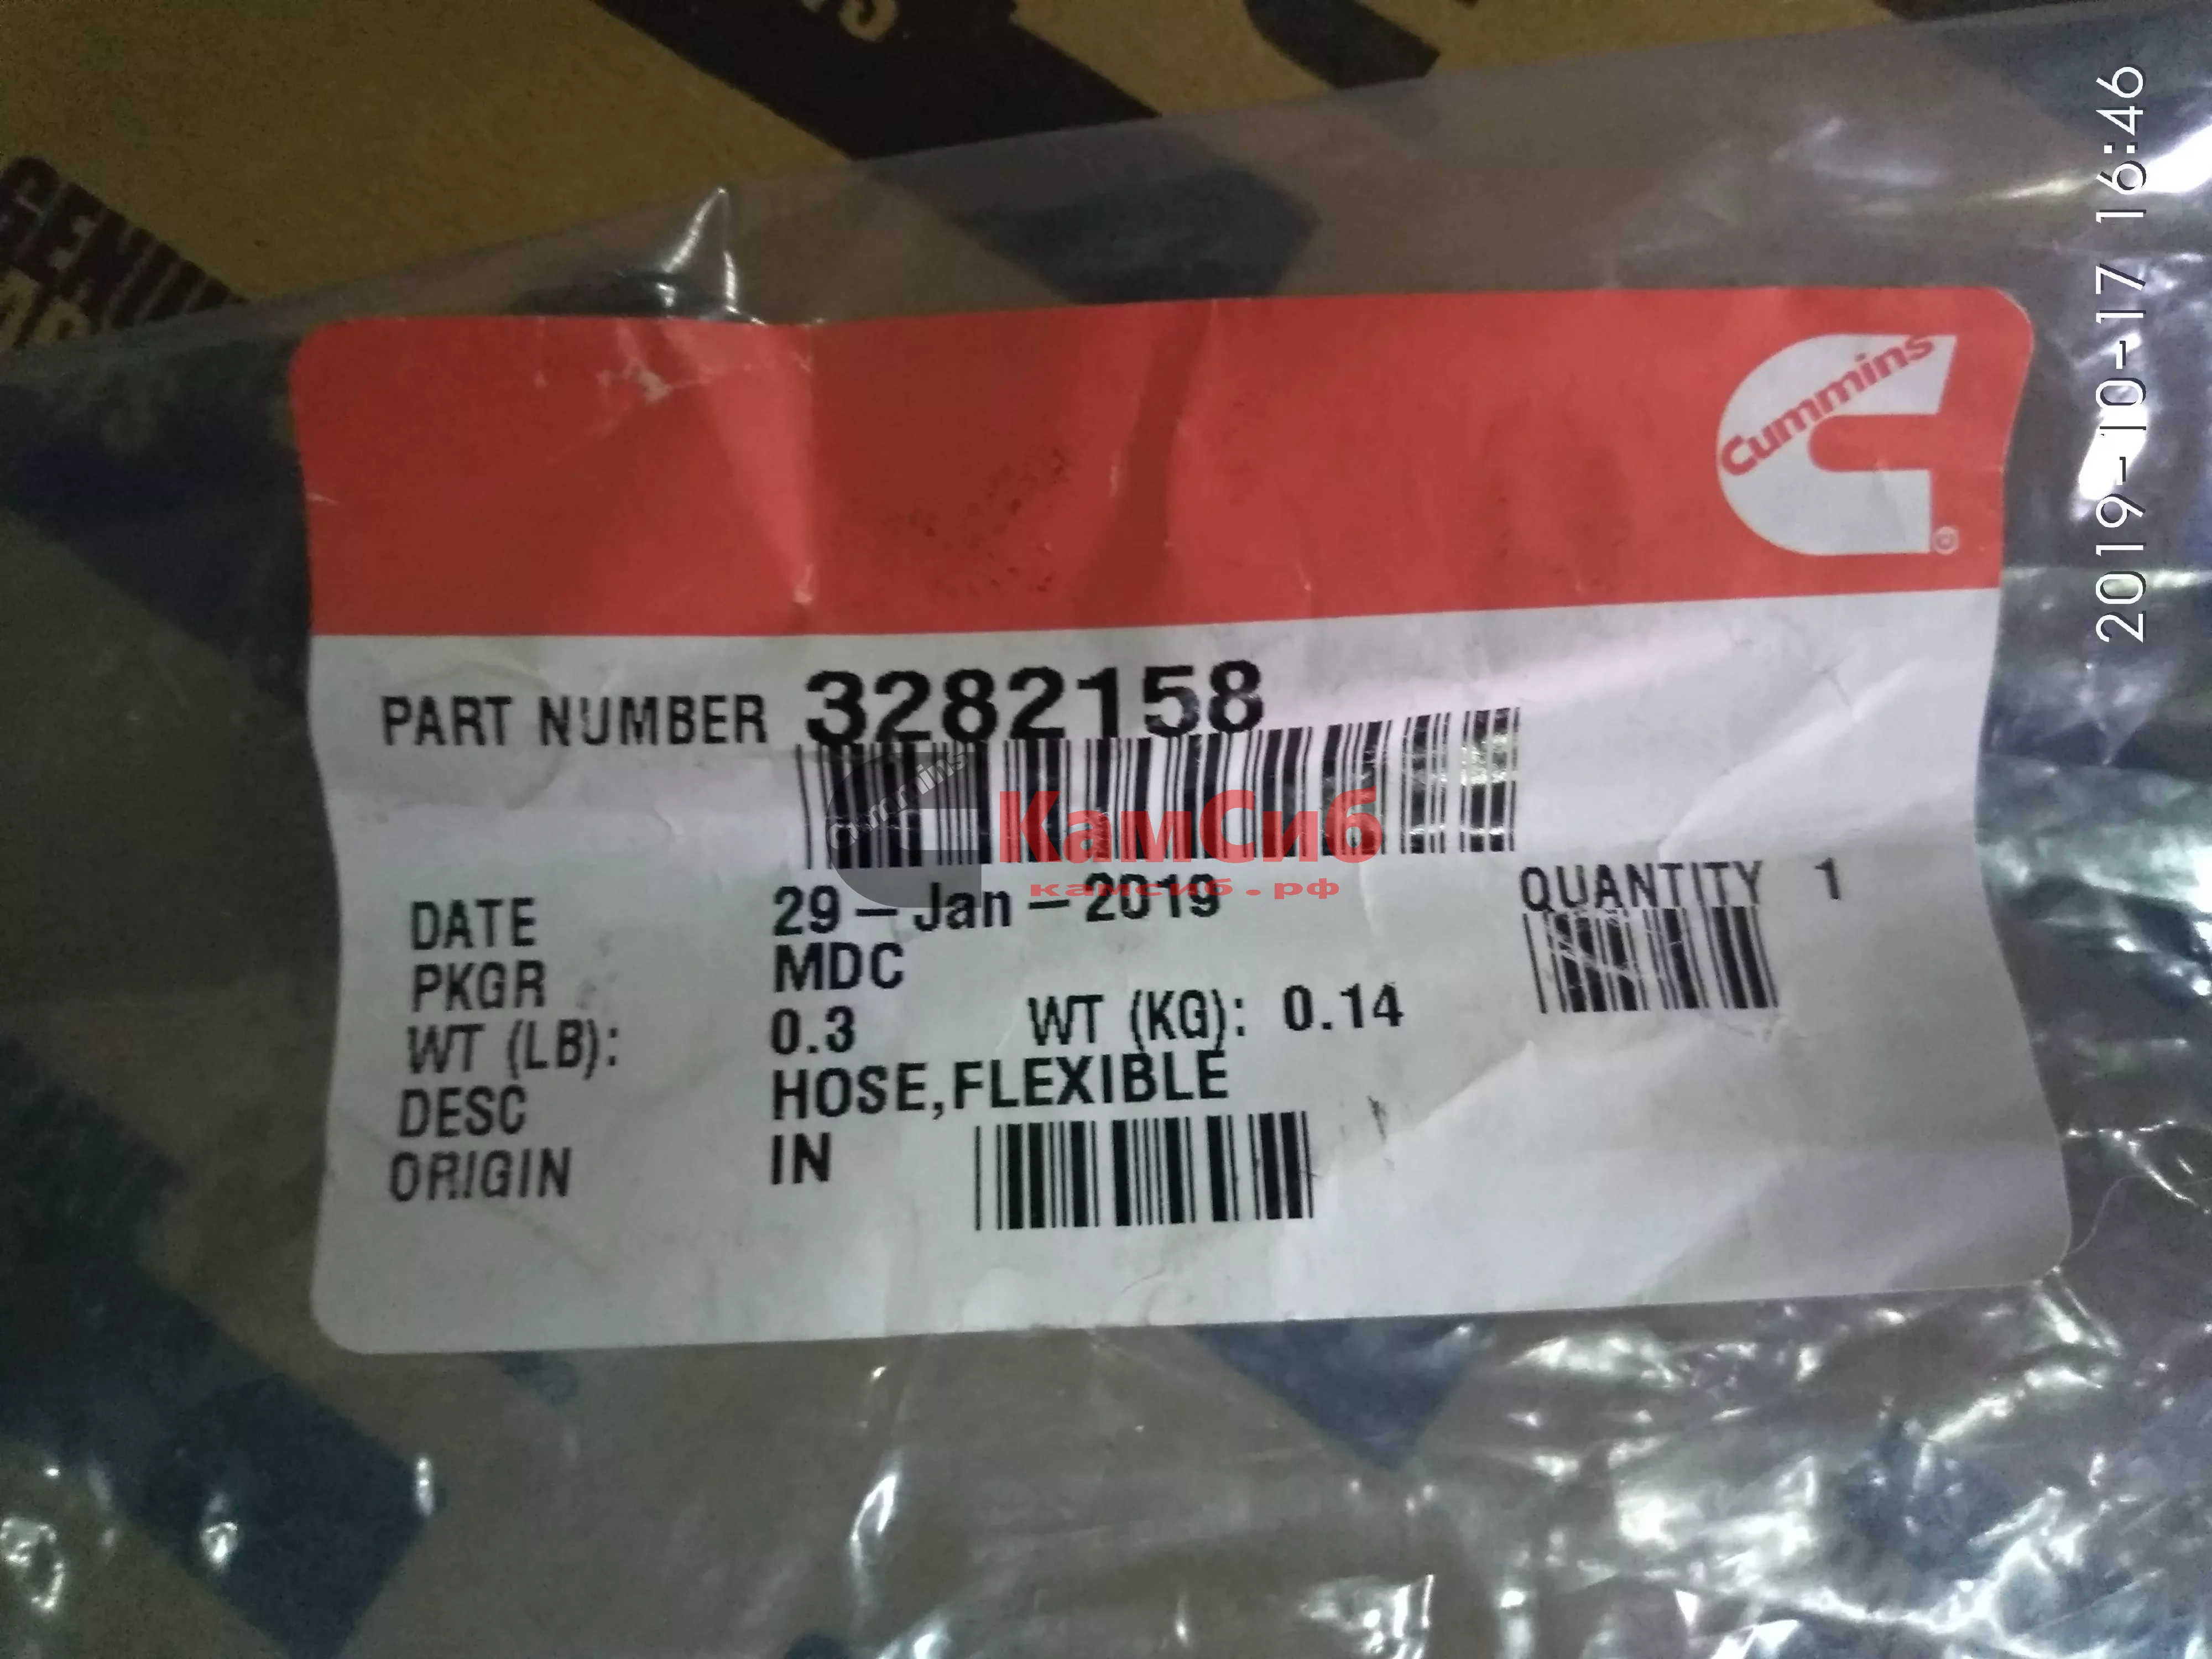 Cummins
©
PART NUMBER 3282158
Cummins
КамСиб
камсиб.рф
DATE 29-Jan-2019 QUANTITY 1
PKGR MDC
WT (LB): 0.3 WT (KG): 0.14
DESC HOSE,FLEXIBLE
ORIGIN IN
2019-10-17 16:46